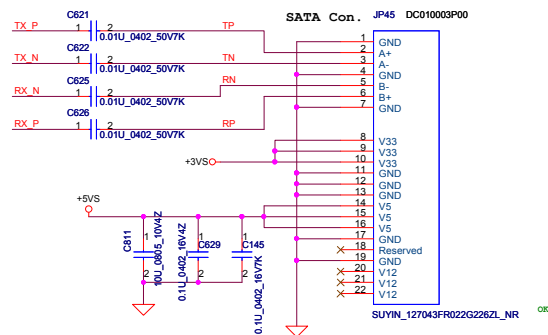 SATA Con. JP45 DC010003P00
C621
TX_P 1 2 TP
0.01U_0402_50V7K
C622
TX_N 1 2 TN
0.01U_0402_50V7K
C625
RX_N 1 2 RN
0.01U_0402_50V7K
C626
RX_P 1 2 RP
0.01U_0402_50V7K
1 GND
2 A+
3 A-
4 GND
5 B-
6 B+
7 GND
8 V33
9 V33
10 V33
11 GND
12 GND
13 GND
14 V5
15 V5
16 V5
17 GND
18 Reserved
19 GND
20 V12
21 V12
22 V12
+3VS
+5VS
C811
1 2
10U_0805_10V4Z
C629
1 2
0.1U_0402_16V4Z
C145
1 2
0.1U_0402_16V7K
SUYIN_127043FR022G226ZL_NR
OK